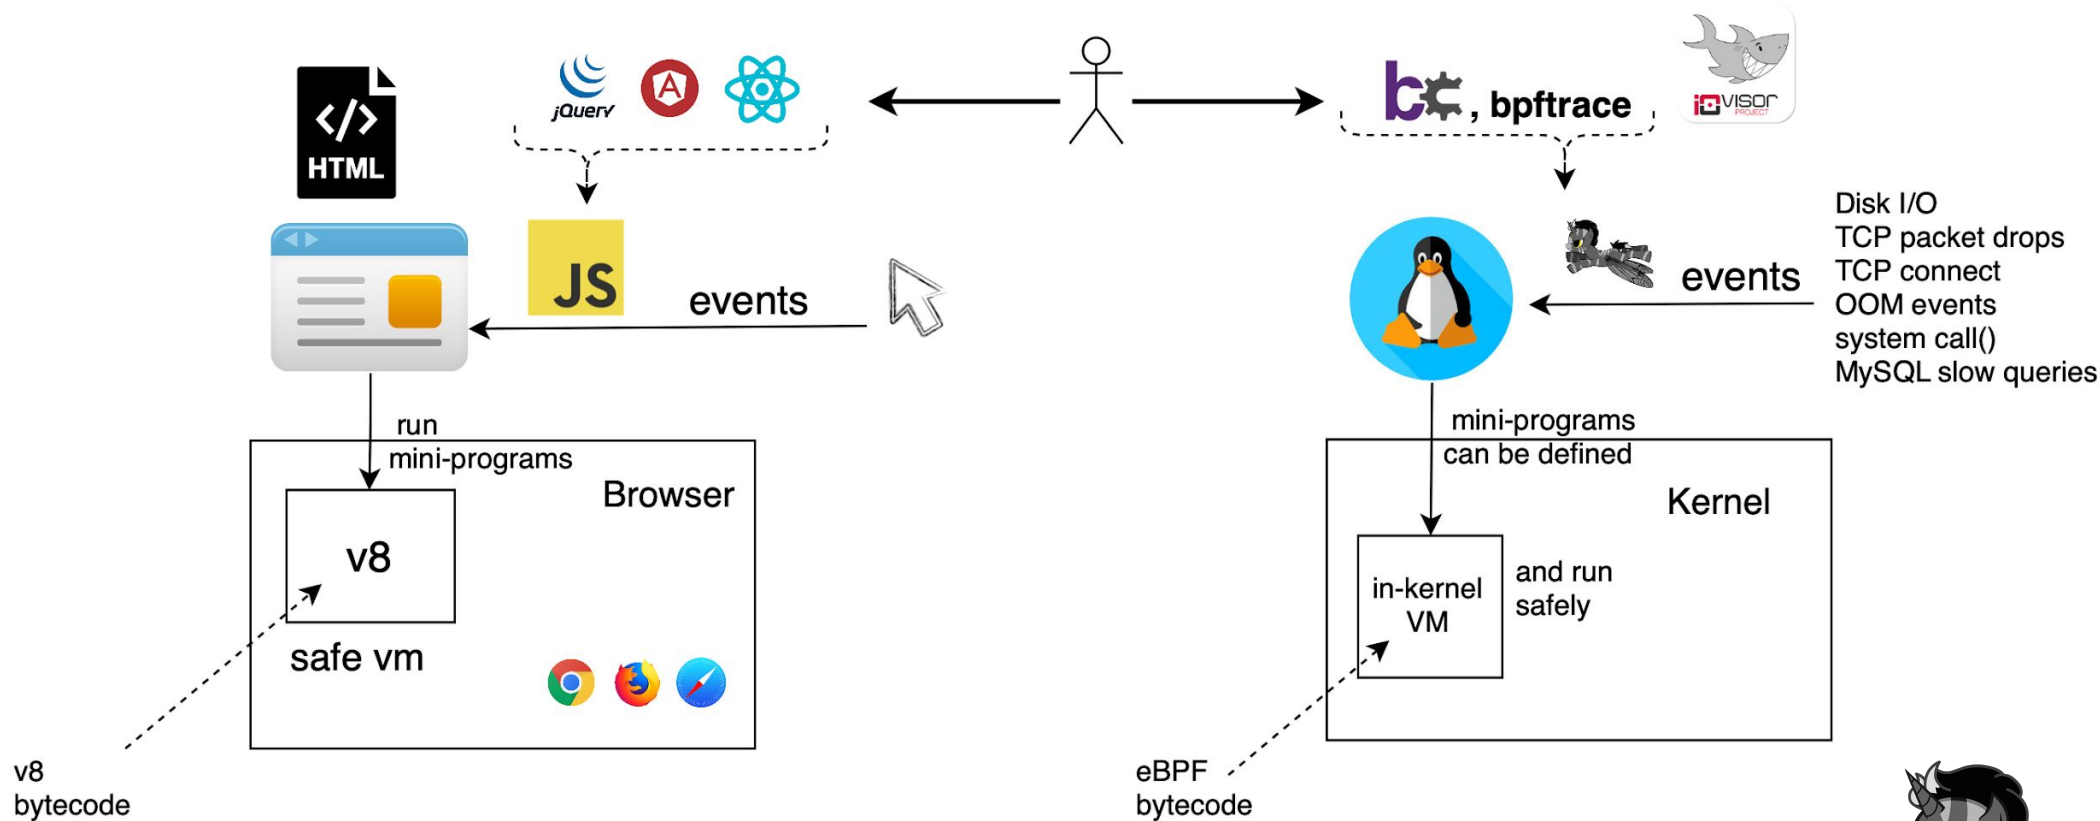 </>
HTML
jQuery
A
JS
events
run
mini-programs
Browser
v8
safe vm
v8
bytecode
bc, bpftrace
iovisor
PROJECT
Disk I/O
TCP packet drops
TCP connect
OOM events
system call()
MySQL slow queries
events
mini-programs
can be defined
Kernel
in-kernel
VM
and run
safely
eBPF
bytecode